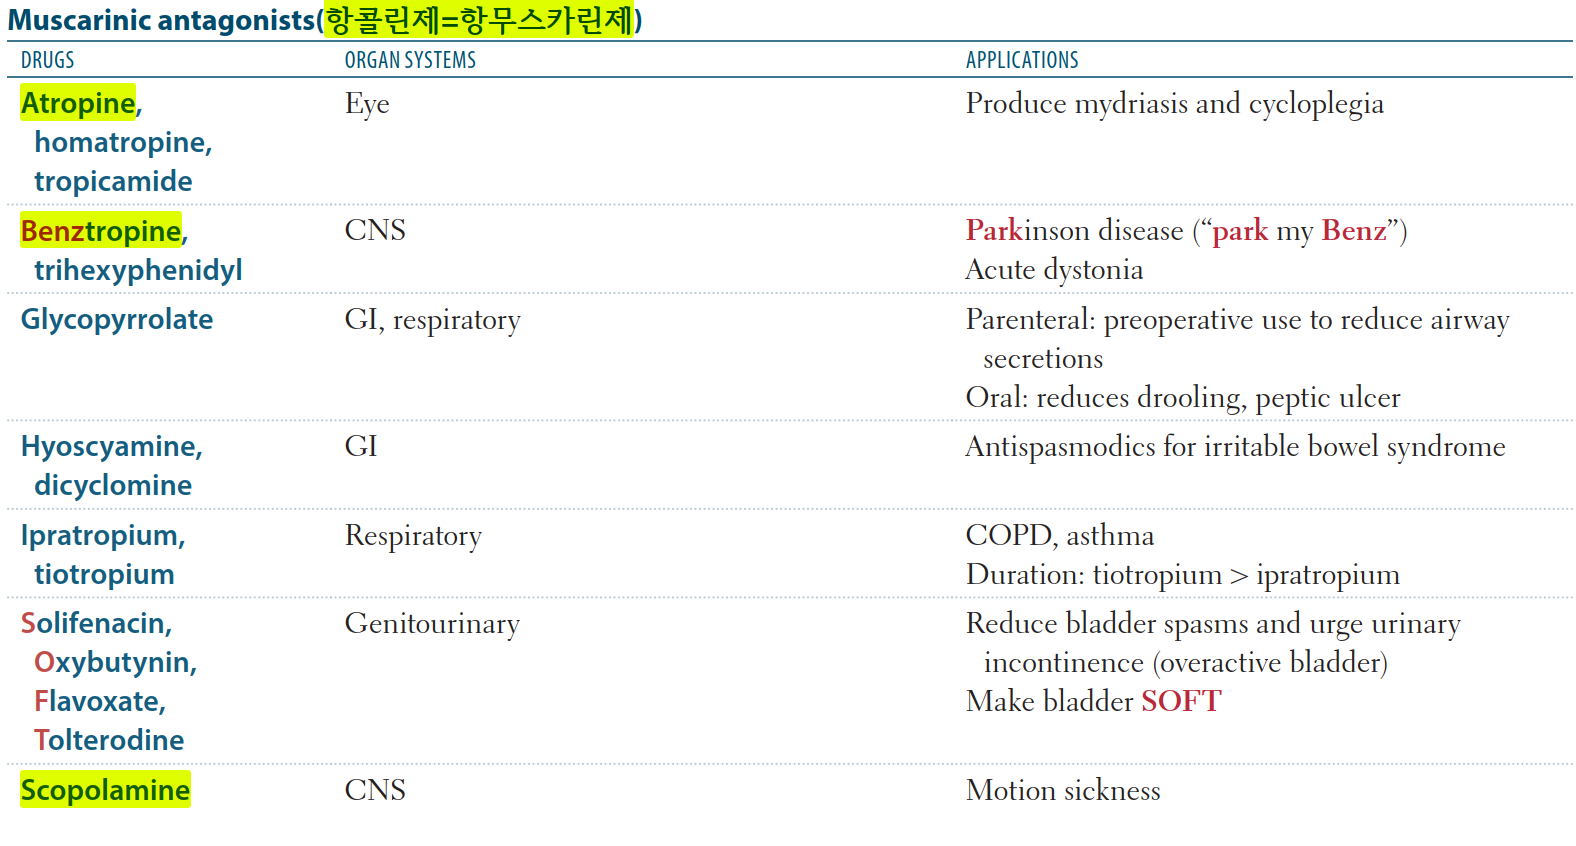 Muscarinic antagonists(항콜린제=항무스카린제)
DRUGS ORGAN SYSTEMS APPLICATIONS
Atropine, Eye Produce mydriasis and cycloplegia
homatropine,
tropicamide
Benztropine, CNS Parkinson disease (“park my Benz”)
trihexyphenidyl Acute dystonia
Glycopyrrolate GI, respiratory Parenteral: preoperative use to reduce airway
secretions
Oral: reduces drooling, peptic ulcer
Hyoscyamine, GI Antispasmodics for irritable bowel syndrome
dicyclomine
Ipratropium, Respiratory COPD, asthma
tiotropium Duration: tiotropium > ipratropium
Solifenacin, Genitourinary Reduce bladder spasms and urge urinary
Oxybutynin, incontinence (overactive bladder)
Flavoxate, Make bladder SOFT
Tolterodine
Scopolamine CNS Motion sickness